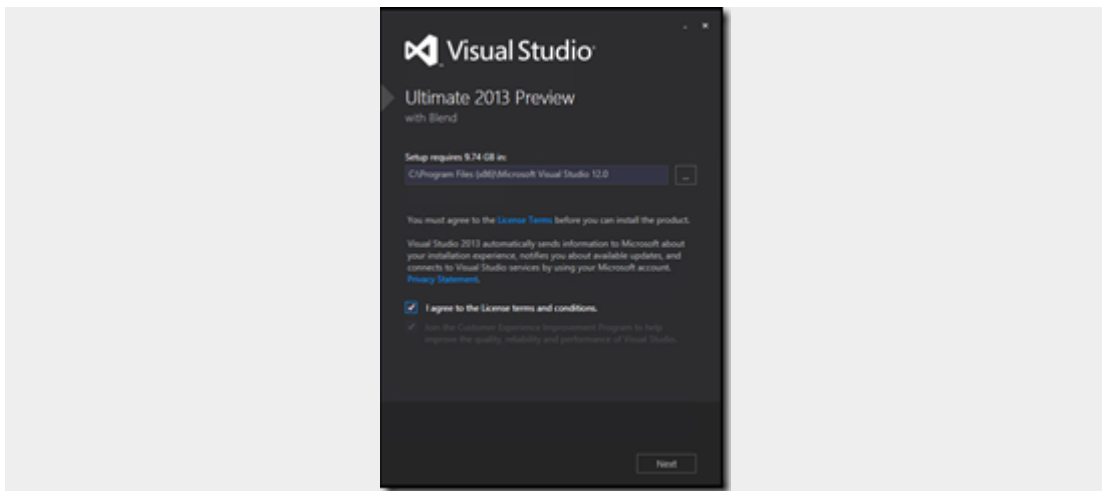 Visual Studio
Ultimate 2013 Preview
with Blend
Setup requires 9.74 GB in:
C:\Program Files (x86)\Microsoft Visual Studio 12.0
...
You must agree to the License Terms before you can install the product.
Visual Studio 2013 automatically sends information to Microsoft about
your installation experience, notifies you about available updates, and
connects to Visual Studio services by using your Microsoft account.
Privacy Statement.
I agree to the License terms and conditions.
Join the Customer Experience Improvement Program to help
improve the quality, reliability and performance of Visual Studio.
Next